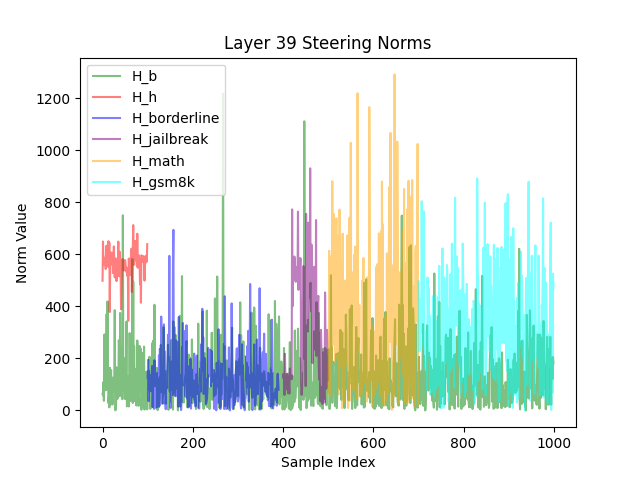 Layer 39 Steering Norms
H_b
H_h
H_borderline
H_jailbreak
H_math
H_gsm8k
Norm Value
1200
1000
800
600
400
200
0
0 200 400 600 800 1000
Sample Index